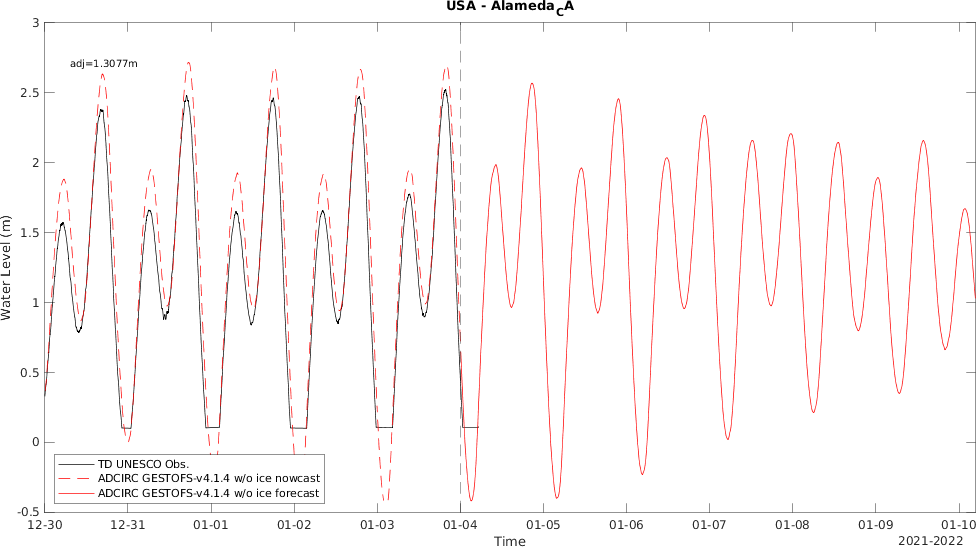 USA - Alameda_CA
adj=1.3077m
3
2.5
2
1.5
1
0.5
0
-0.5
Water Level (m)
TD UNESCO Obs.
ADCIRC GESTOFS-v4.1.4 w/o ice nowcast
ADCIRC GESTOFS-v4.1.4 w/o ice forecast
12-30 12-31 01-01 01-02 01-03 01-04 01-05 01-06 01-07 01-08 01-09 01-10
Time
2021-2022